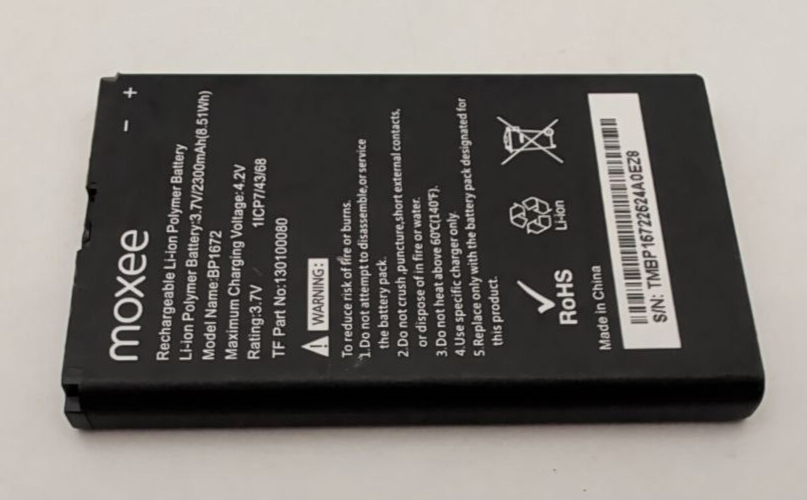 moxee
− +
Rechargeable Li-ion Polymer Battery
Li-ion Polymer Battery:3.7V/2300mAh(8.51Wh)
Model Name:BP1672
Maximum Charging Voltage:4.2V
Rating:3.7V 1ICP7/43/68
TF Part No:130100080
WARNING:
To reduce risk of fire or burns.
1.Do not attempt to disassemble,or service
the battery pack.
2.Do not crush,puncture,short external contacts,
or dispose of in fire or water.
3.Do not heat above 60°C(140°F).
4.Use specific charger only.
5.Replace only with the battery pack designated for
this product.
RoHS
Li-ion
Made in China
S/N: TMBP16722624A0EZ8